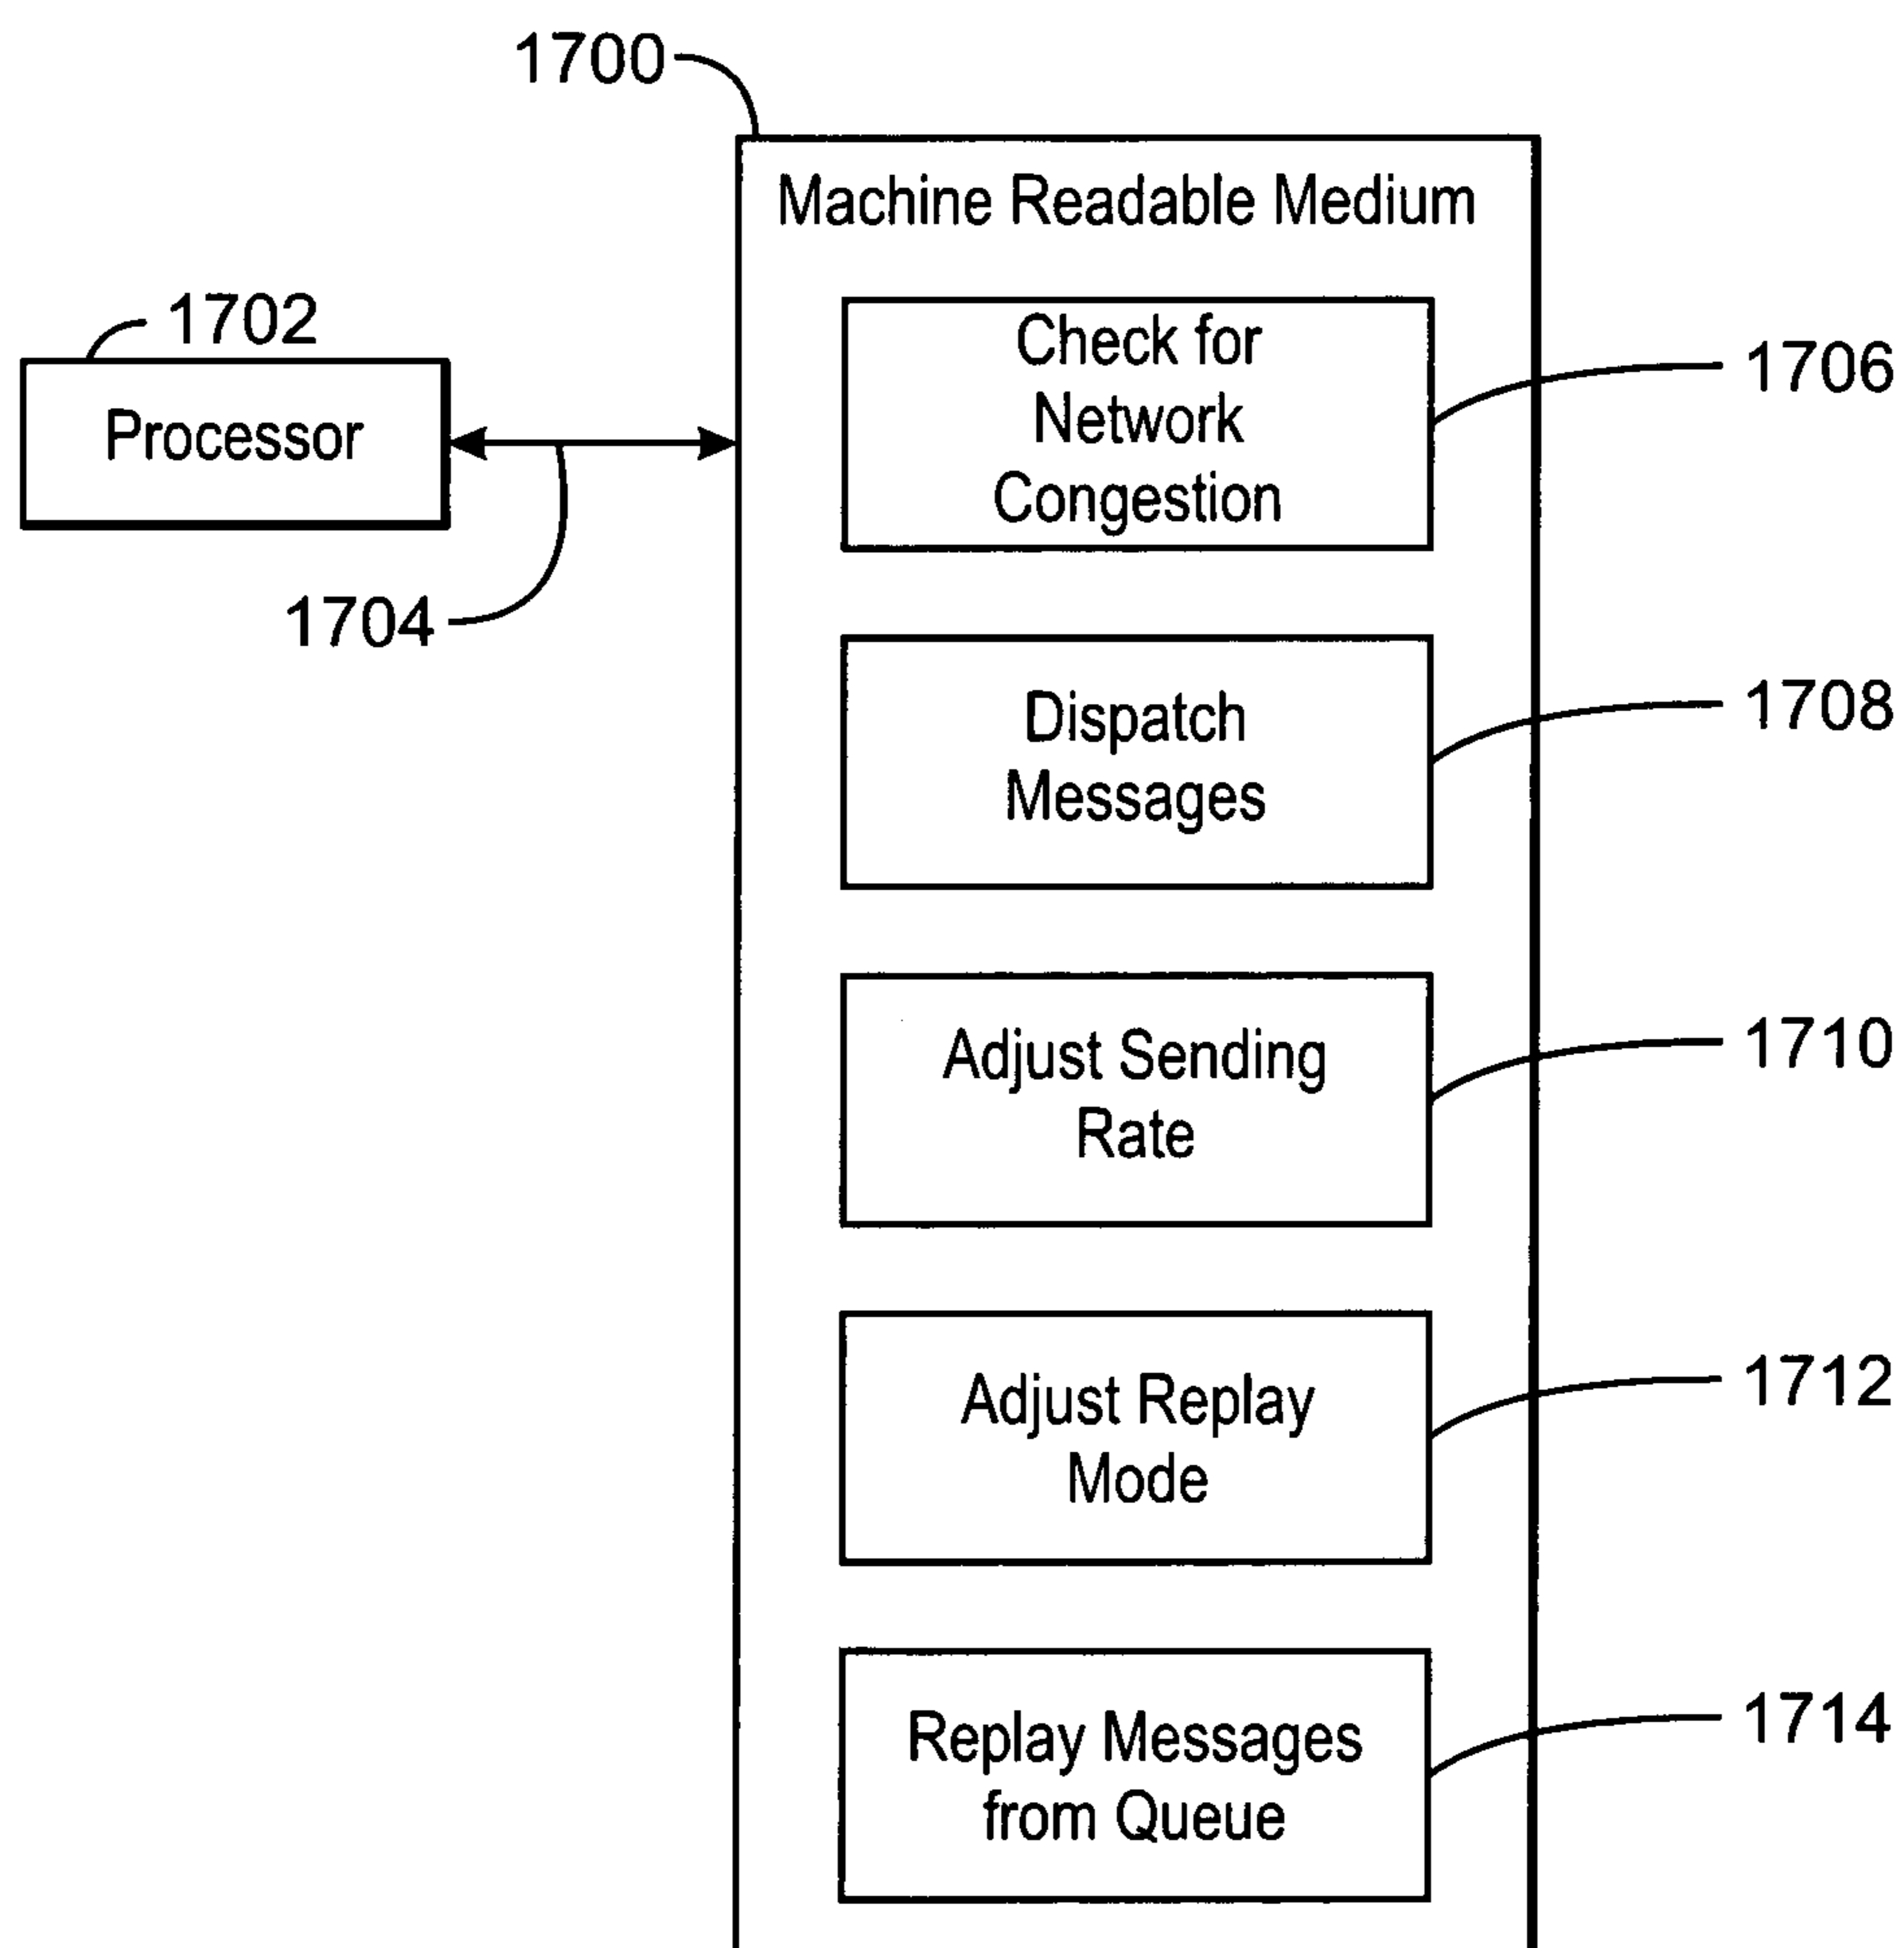 1700
Machine Readable Medium
1702
Processor
1704
Check for
Network
Congestion
1706
Dispatch
Messages
1708
Adjust Sending
Rate
1710
Adjust Replay
Mode
1712
Replay Messages
from Queue
1714